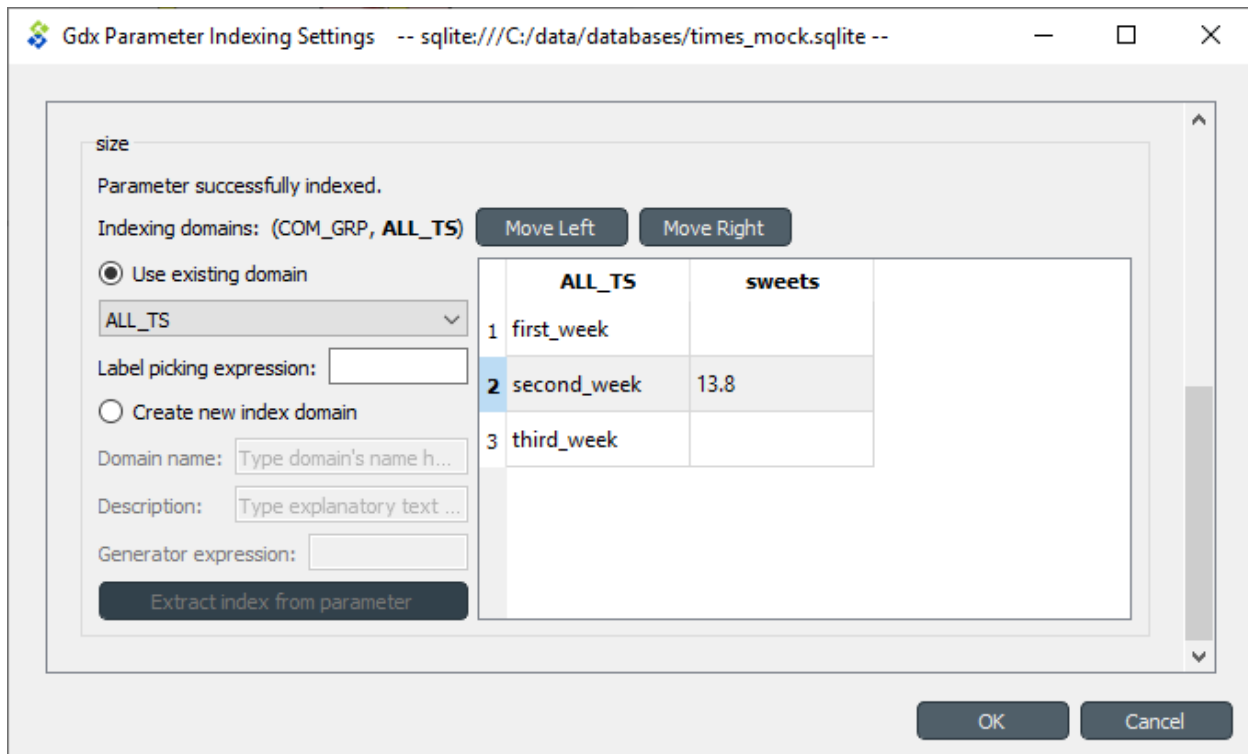 Gdx Parameter Indexing Settings -- sqlite:///C:/data/databases/times_mock.sqlite --
size
Parameter successfully indexed.
Indexing domains: (COM_GRP, ALL_TS) Move Left Move Right
Use existing domain
ALL_TS
Label picking expression:
Create new index domain
Domain name: Type domain's name h...
Description: Type explanatory text ...
Generator expression:
Extract index from parameter
ALL_TS sweets
1 first_week
2 second_week 13.8
3 third_week
OK Cancel